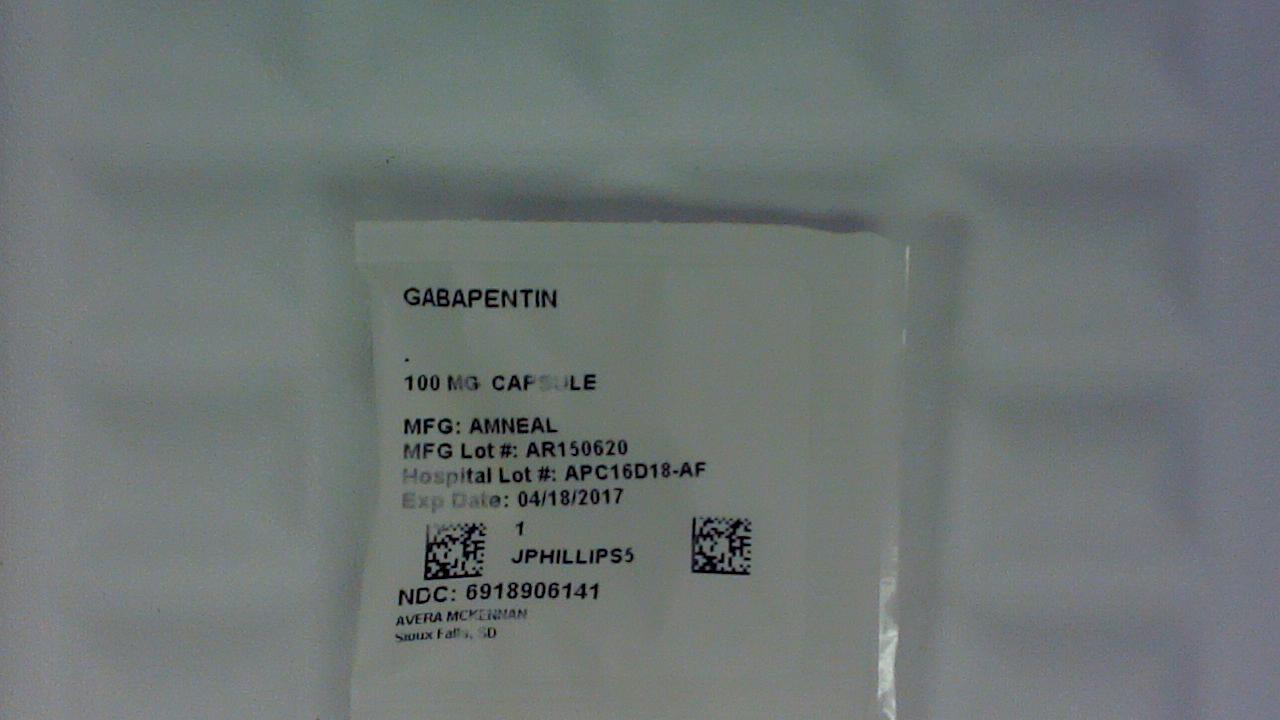 GABAPENTIN
.
100 MG CAPSULE
MFG: AMNEAL
MFG Lot #: AR150620
Hospital Lot #: APC16D18-AF
Exp Date: 04/18/2017
1
JPHILLIPS5
NDC: 6918906141
AVERA MCKENNAN
Sioux Falls, SD